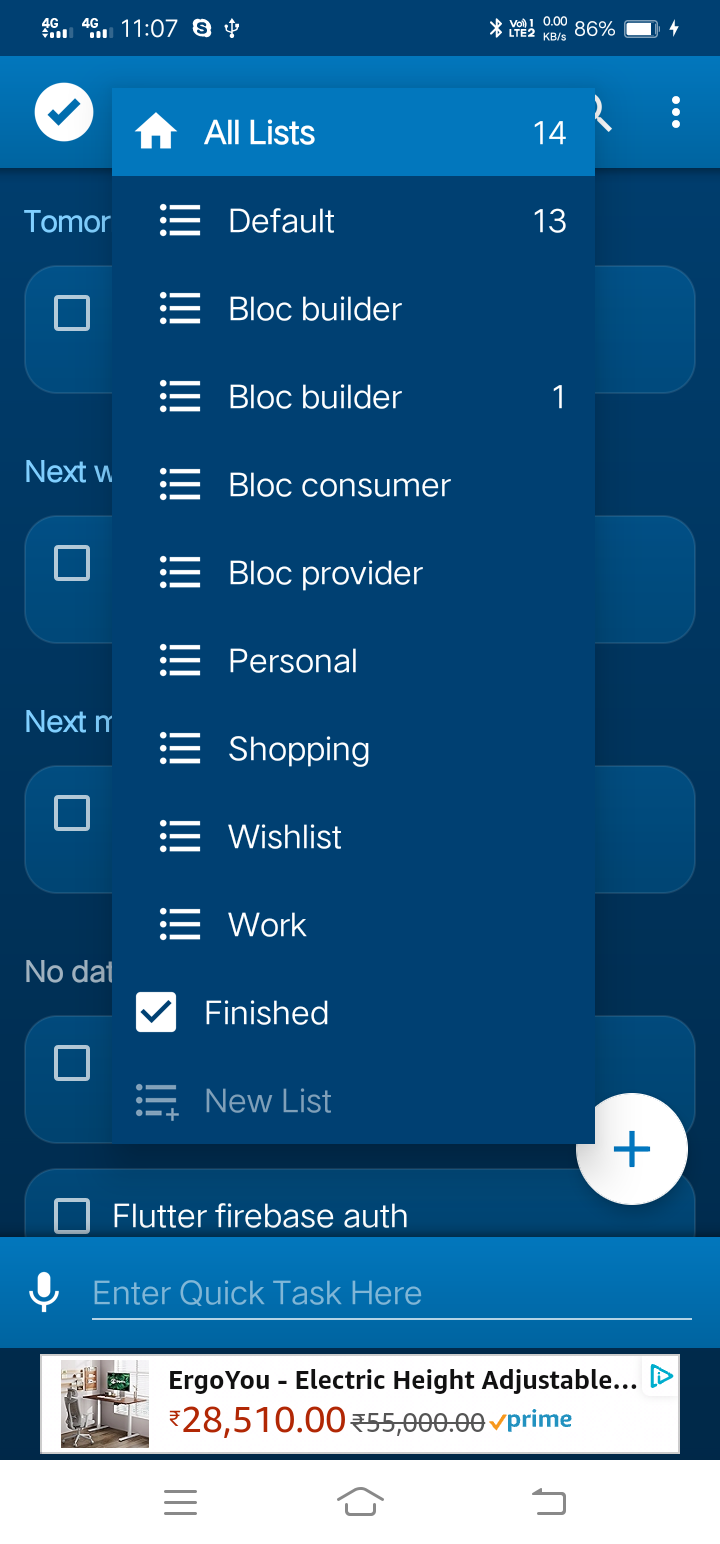 4G 4G 11:07 Vo)) 1 LTE2 0.00 KB/s 86%
All Lists 14
Tomor
Default 13
Bloc builder
Bloc builder 1
Next w
Bloc consumer
Bloc provider
Personal
Next m
Shopping
Wishlist
Work
No dat
Finished
New List
Flutter firebase auth
Enter Quick Task Here
ErgoYou - Electric Height Adjustable...
₹28,510.00 ₹55,000.00 prime